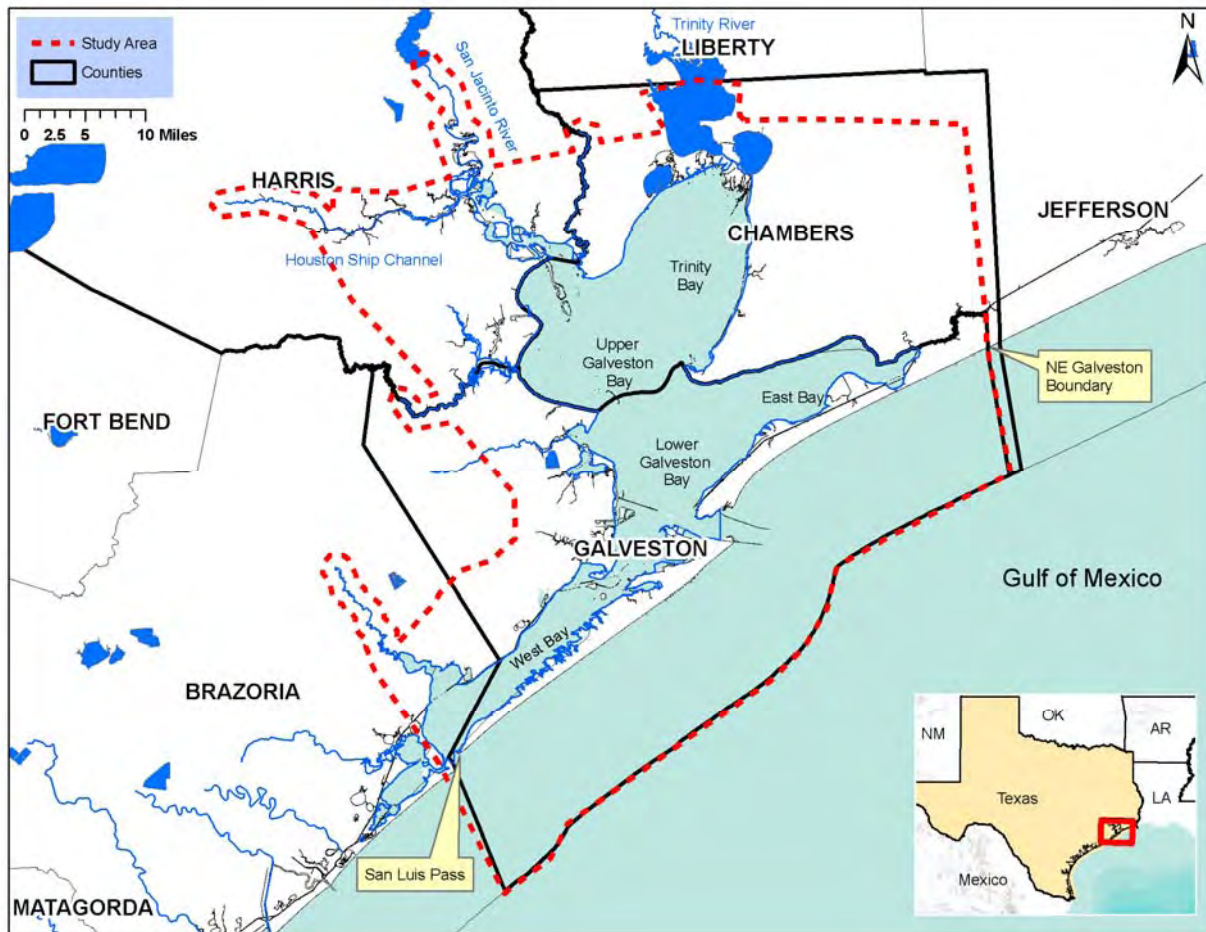 Study Area
Counties
0 2.5 5 10 Miles
Trinity River
LIBERTY
N
San Jacinto River
HARRIS
Houston Ship Channel
CHAMBERS
JEFFERSON
Trinity
Bay
Upper
Galveston
Bay
NE Galveston
Boundary
FORT BEND
East Bay
Lower
Galveston
Bay
GALVESTON
Gulf of Mexico
West Bay
BRAZORIA
San Luis Pass
MATAGORDA
NM
OK
AR
Texas
LA
Mexico